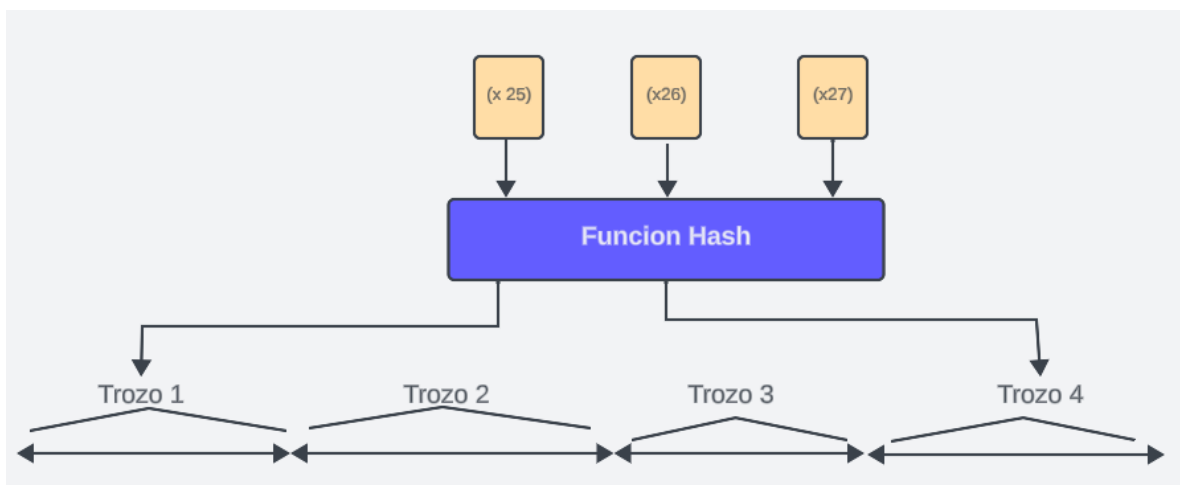 (x 25)
(x26)
(x27)
Funcion Hash
Trozo 1
Trozo 2
Trozo 3
Trozo 4